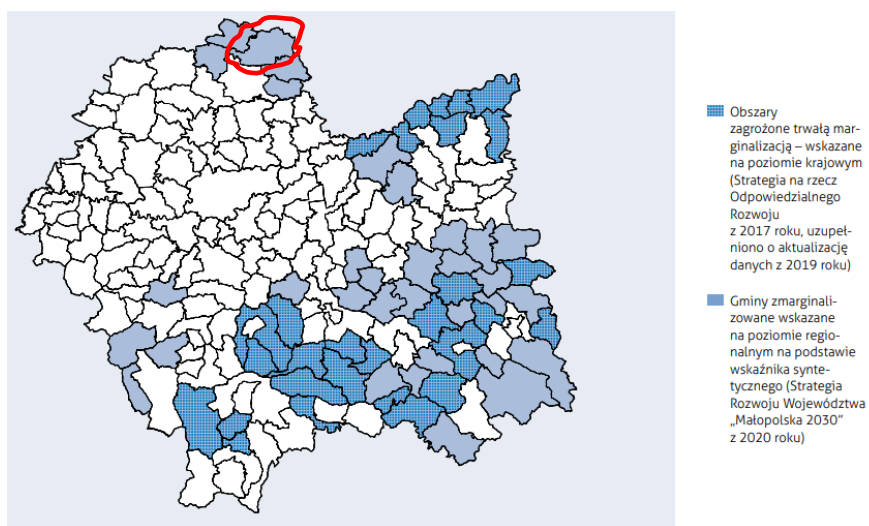 Obszary
zagrożone trwałą mar-
ginalizacją – wskazane
na poziomie krajowym
(Strategia na rzecz
Odpowiedzialnego
Rozwoju
z 2017 roku, uzupeł-
niono o aktualizację
danych z 2019 roku)
Gminy zmarginali-
zowane wskazane
na poziomie regio-
nalnym na podstawie
wskaźnika synte-
tycznego (Strategia
Rozwoju Województwa
„Małopolska 2030”
z 2020 roku)